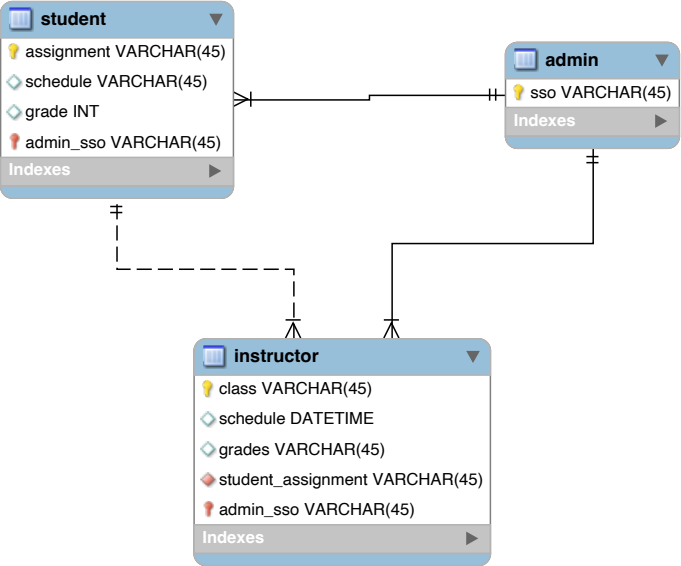 student
assignment VARCHAR(45)
schedule VARCHAR(45)
grade INT
admin_sso VARCHAR(45)
Indexes
admin
sso VARCHAR(45)
Indexes
instructor
class VARCHAR(45)
schedule DATETIME
grades VARCHAR(45)
student_assignment VARCHAR(45)
admin_sso VARCHAR(45)
Indexes